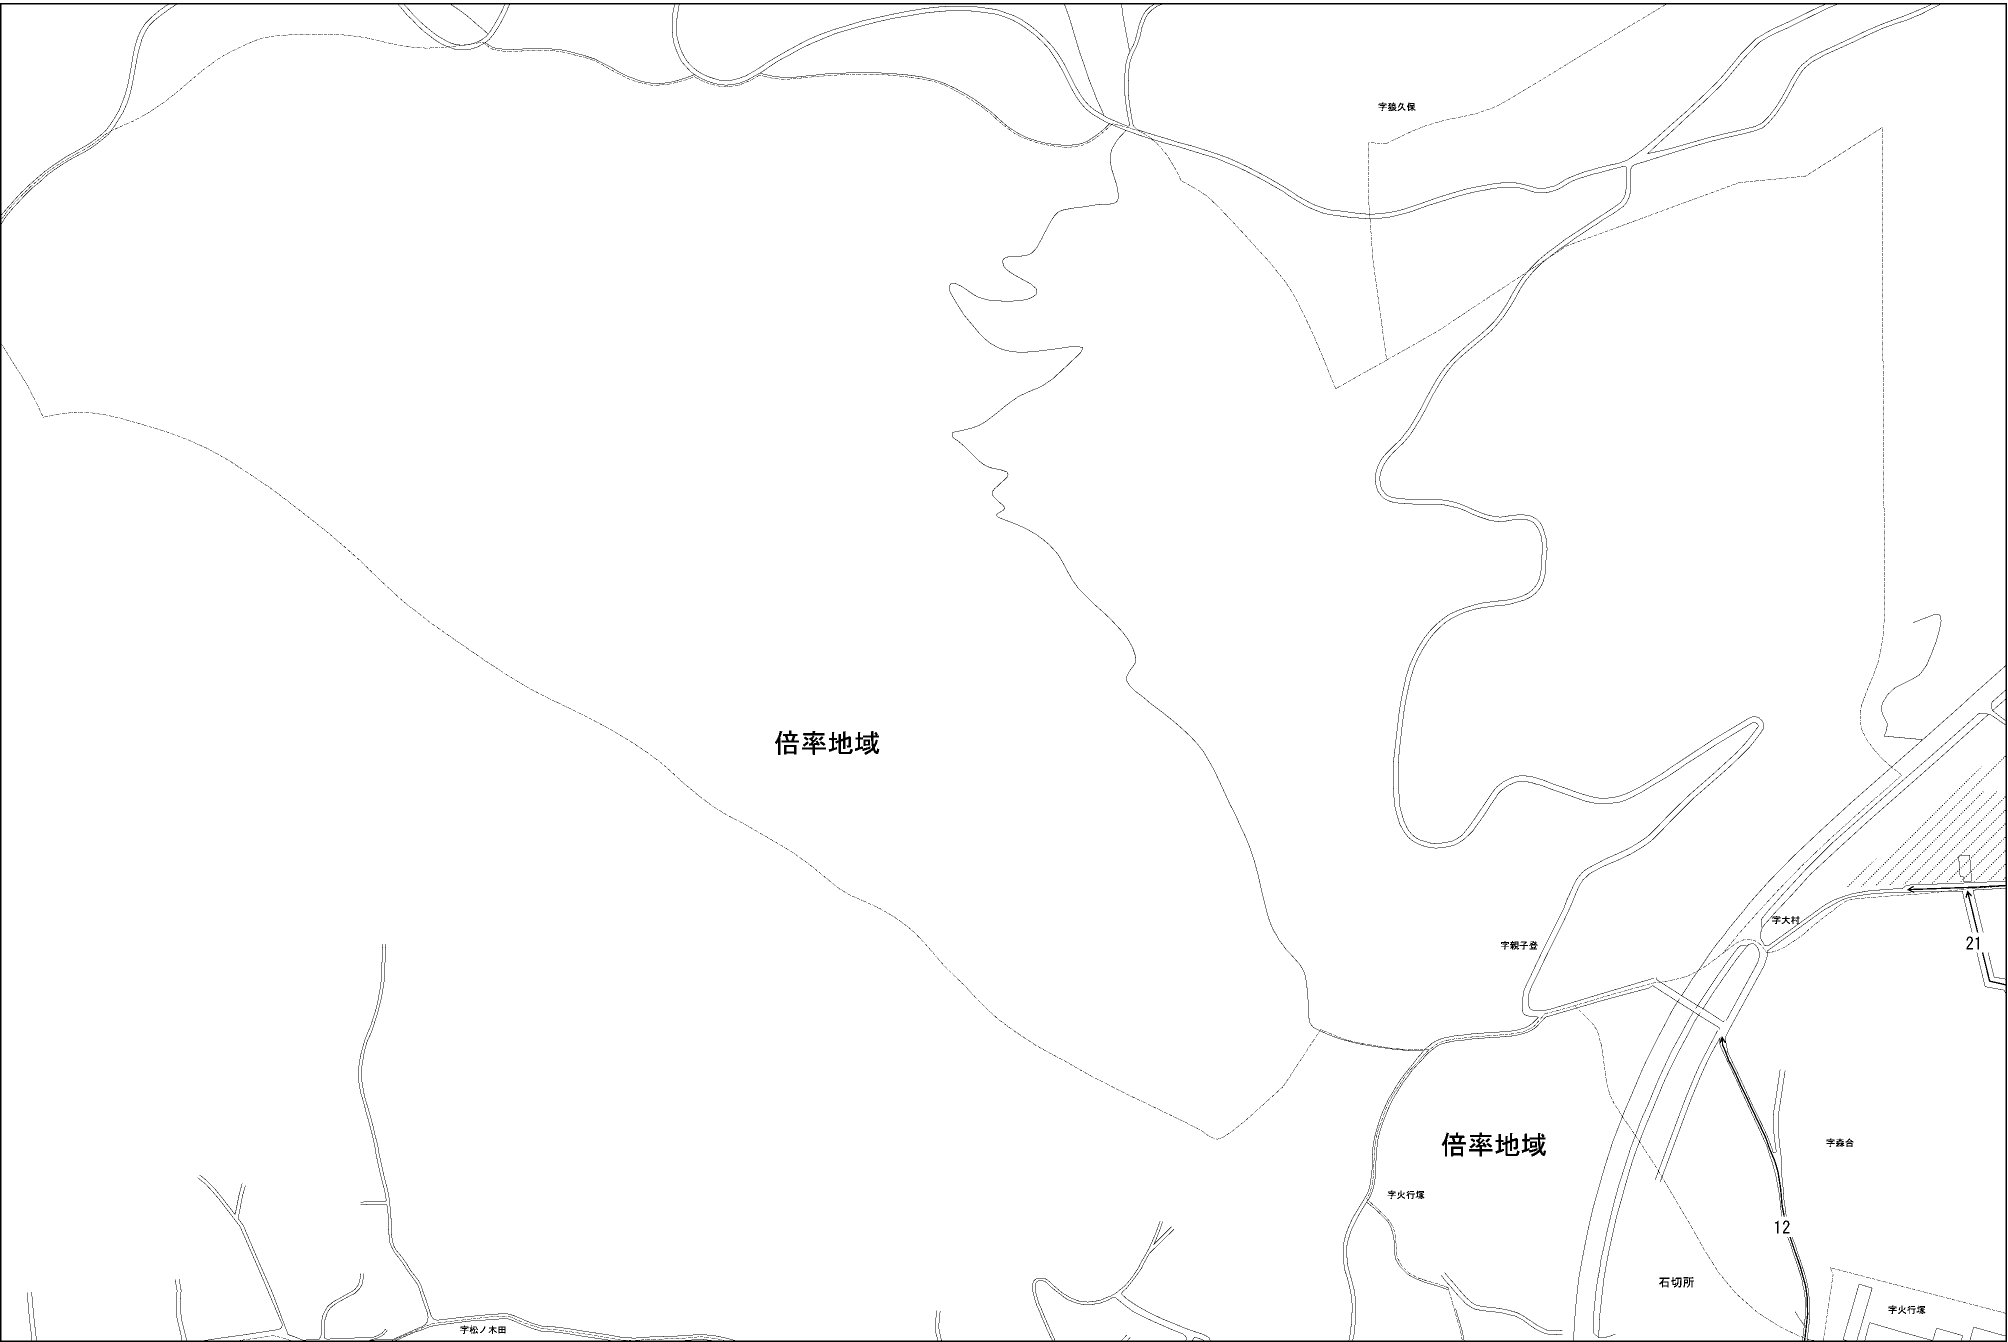 字猿久保
倍率地域
字大村
字親子登
21
字森合
倍率地域
字火行塚
12
石切所
字火行塚
字松ノ木田